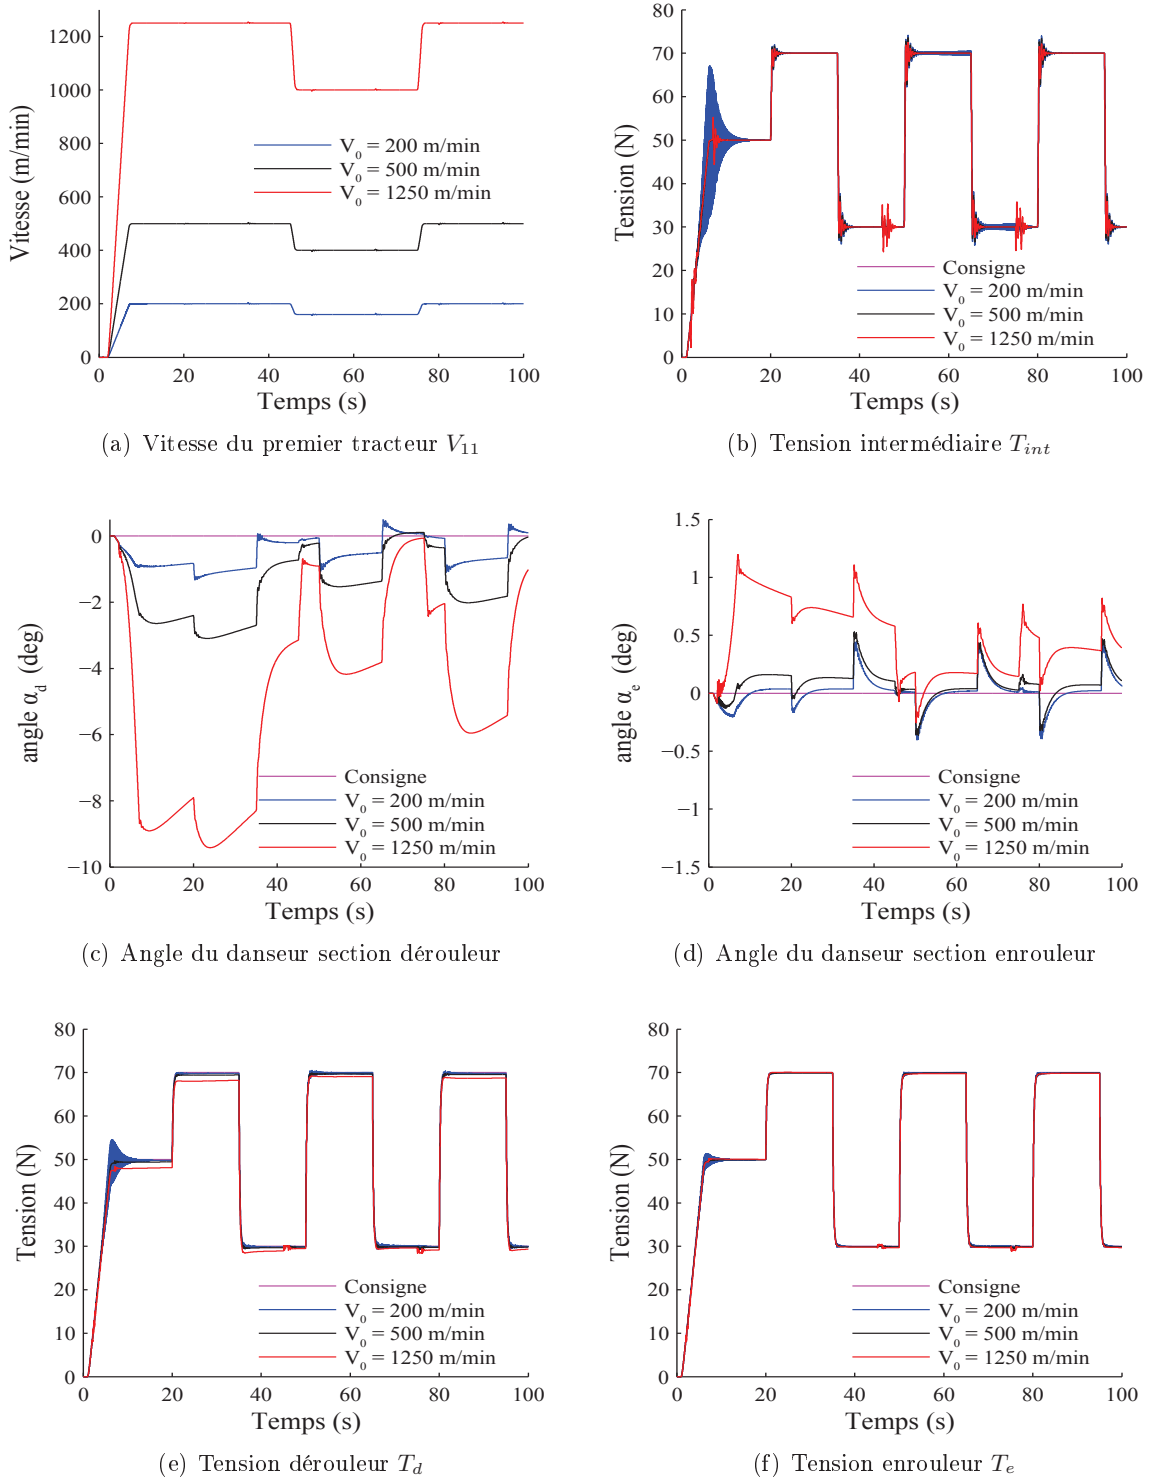 1200
1000
800
600
400
200
0
Vitesse (m/min)
V0 = 200 m/min
V0 = 500 m/min
V0 = 1250 m/min
0 20 40 60 80 100
Temps (s)
(a) Vitesse du premier tracteur V11
80
70
60
50
40
30
20
10
0
Tension (N)
Consigne
V0 = 200 m/min
V0 = 500 m/min
V0 = 1250 m/min
0 20 40 60 80 100
Temps (s)
(b) Tension intermédiaire Tint
0
−2
−4
−6
−8
−10
angle αd (deg)
Consigne
V0 = 200 m/min
V0 = 500 m/min
V0 = 1250 m/min
0 20 40 60 80 100
Temps (s)
(c) Angle du danseur section dérouleur
1.5
1
0.5
0
−0.5
−1
−1.5
angle αe (deg)
Consigne
V0 = 200 m/min
V0 = 500 m/min
V0 = 1250 m/min
0 20 40 60 80 100
Temps (s)
(d) Angle du danseur section enrouleur
80
70
60
50
40
30
20
10
0
Tension (N)
Consigne
V0 = 200 m/min
V0 = 500 m/min
V0 = 1250 m/min
0 20 40 60 80 100
Temps (s)
(e) Tension dérouleur Td
80
70
60
50
40
30
20
10
0
Tension (N)
Consigne
V0 = 200 m/min
V0 = 500 m/min
V0 = 1250 m/min
0 20 40 60 80 100
Temps (s)
(f) Tension enrouleur Te